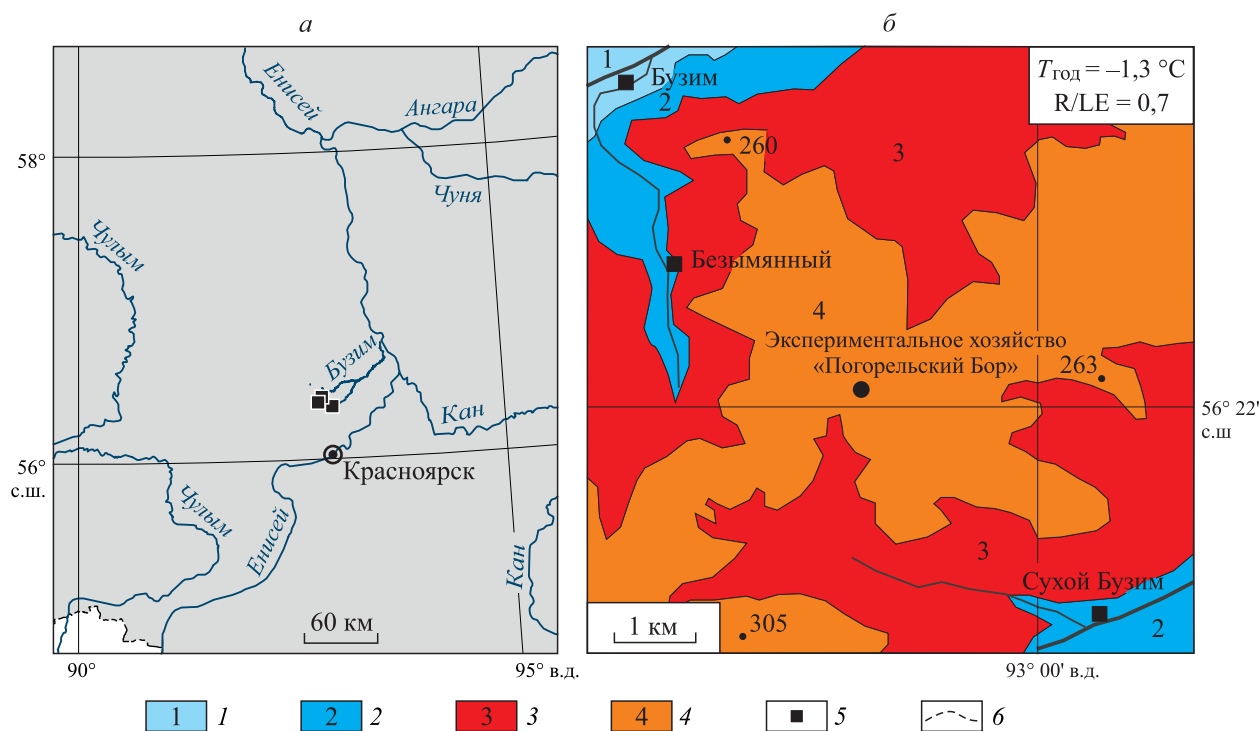 а
Енисей
Ангара
58°
Чуня
Чулым
Бузим
Кан
56°
с.ш.
Красноярск
Чулым
Енисей
Кан
60 км
90°
95° в.д.
б
1
Бузим
2
Tгод = –1,3 °C
R/LE = 0,7
260
3
Безымянный
4
Экспериментальное хозяйство
«Погорельский Бор»
263
56° 22'
с.ш
3
Сухой Бузим
1 км
305
2
93° 00' в.д.
1 1 2 2 3 3 4 4 5 6